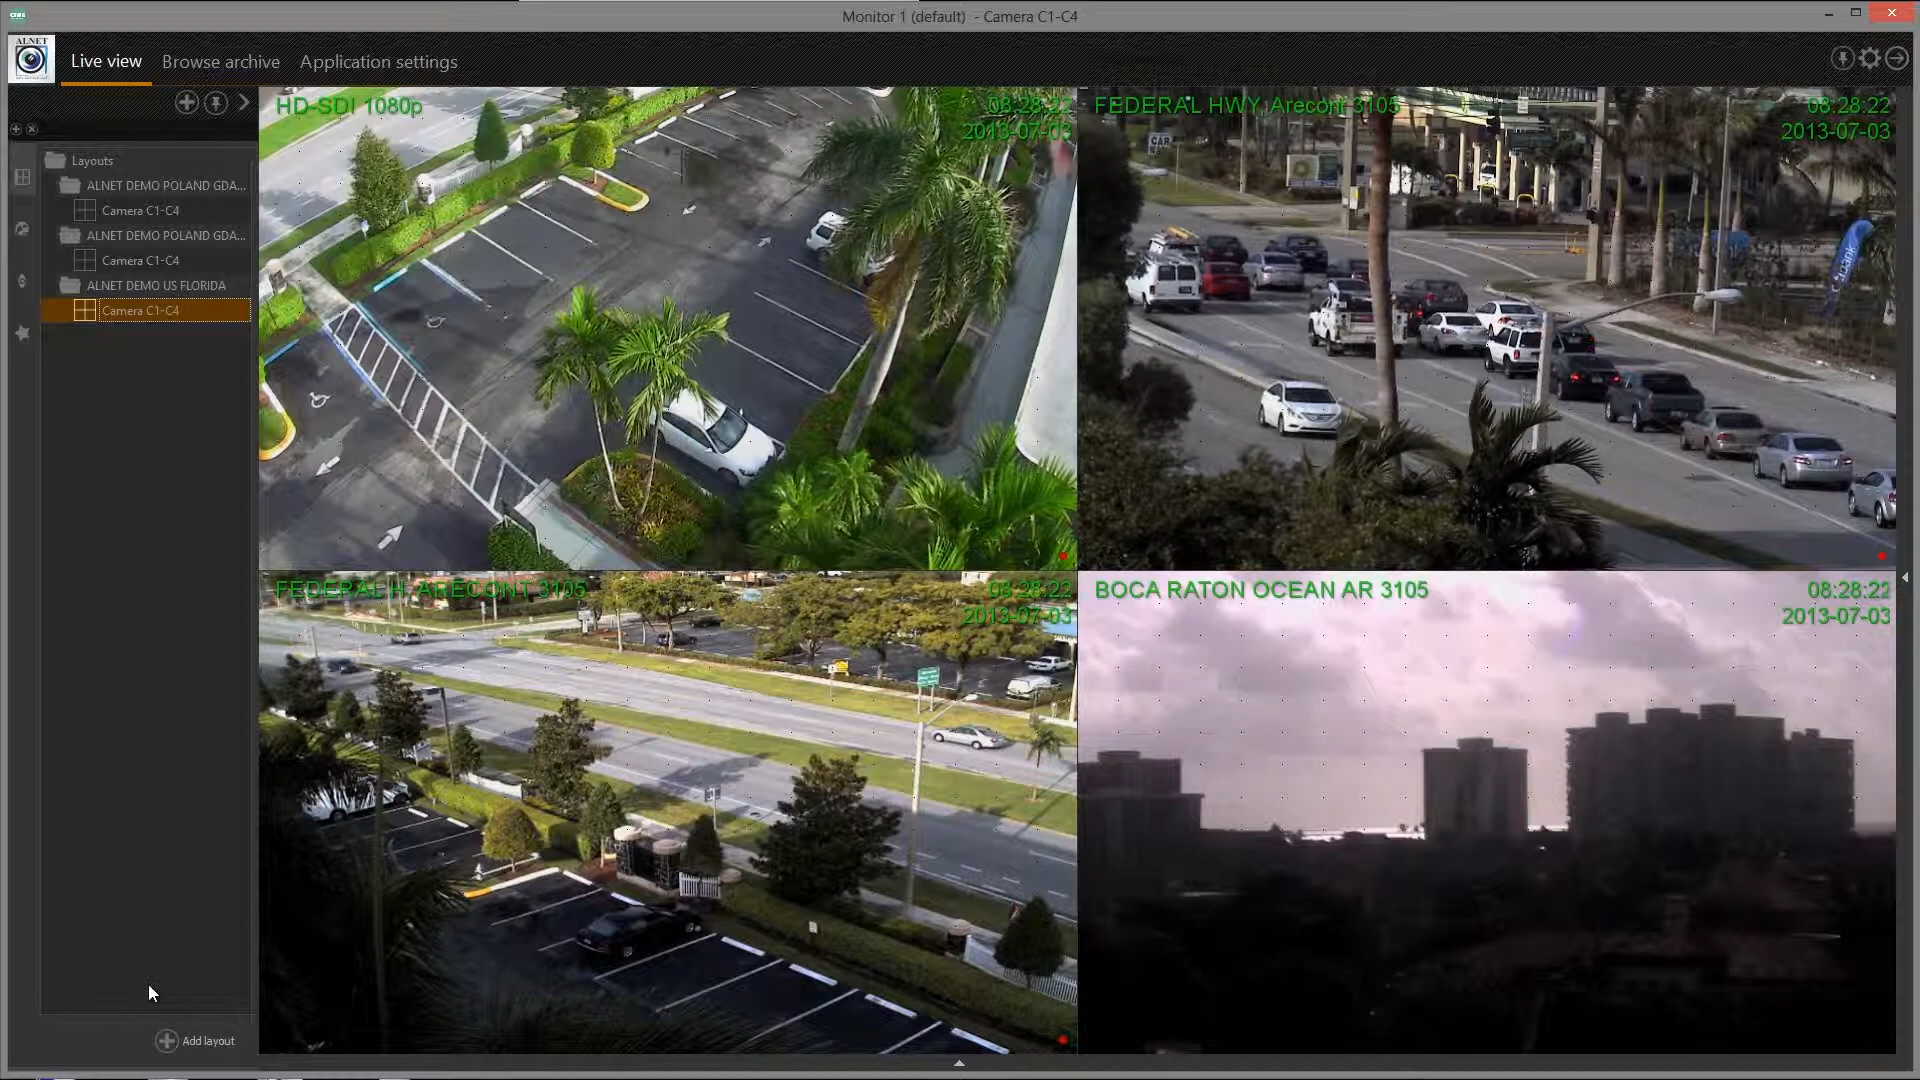 Monitor 1 (default) - Camera C1-C4
ALNET
Live view
Browse archive
Application settings
Layouts
ALNET DEMO POLAND GDA...
Camera C1-C4
ALNET DEMO POLAND GDA...
Camera C1-C4
ALNET DEMO US FLORIDA
Camera C1-C4
Add layout
HD-SDI 1080p
08:28:22
2013-07-03
FEDERAL HWY, Arecont 3105
08:28:22
2013-07-03
CAR
FEDERAL H. ARECONT 3105
08:28:22
2013-07-03
BOCA RATON OCEAN AR 3105
08:28:22
2013-07-03